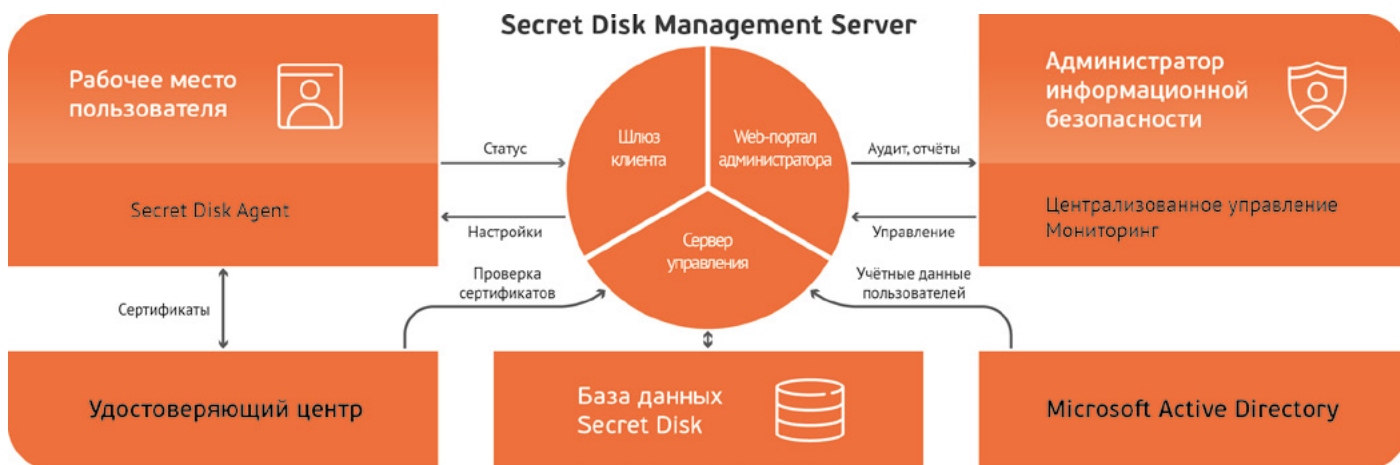 Secret Disk Management Server
Рабочее место
пользователя
Secret Disk Agent
Статус
Настройки
Шлюз
клиента
Web-портал
администратора
Сервер
управления
Аудит, отчёты
Управление
Администратор
информационной
безопасности
Централизованное управление
Мониторинг
Сертификаты
Проверка
сертификатов
Учётные данные
пользователей
Удостоверяющий центр
База данных
Secret Disk
Microsoft Active Directory